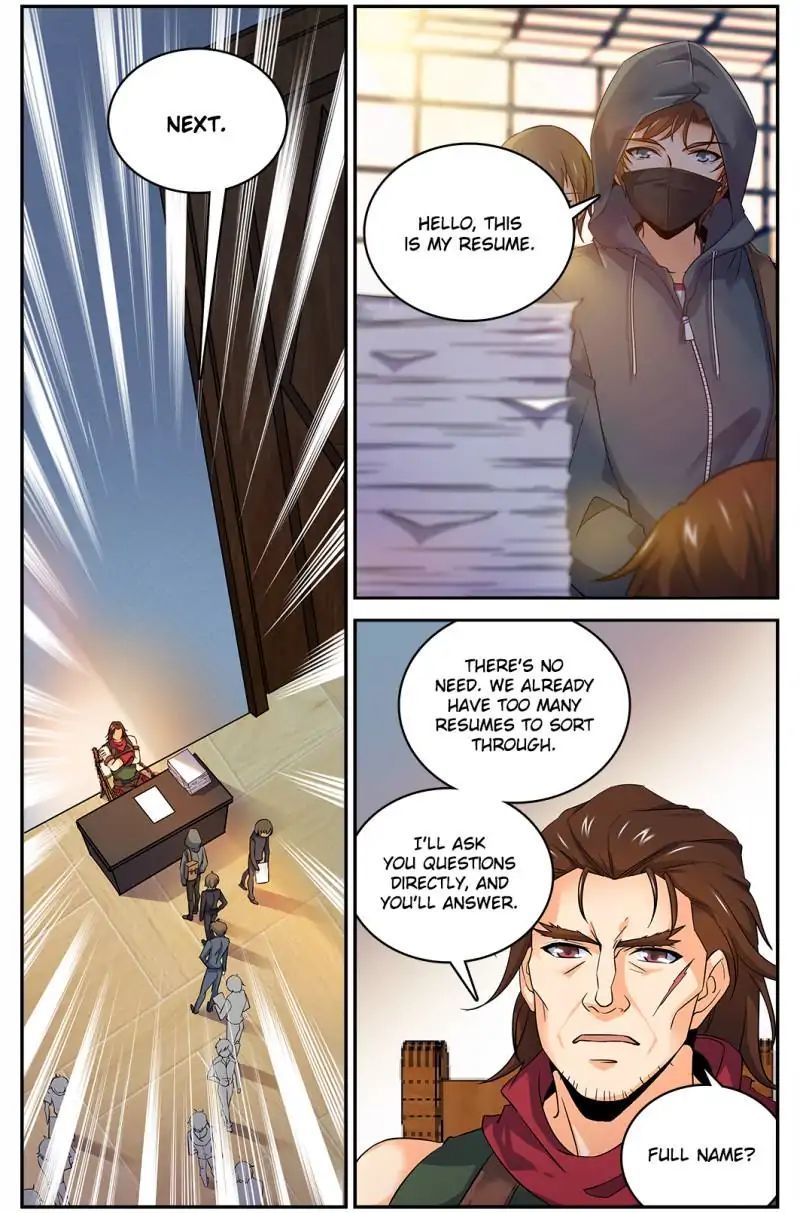 NEXT.
HELLO, THIS
IS MY RESUME.
THERE'S NO
NEED. WE ALREADY
HAVE TOO MANY
RESUMES TO SORT
THROUGH.
I'LL ASK
YOU QUESTIONS
DIRECTLY, AND
YOU'LL ANSWER.
FULL NAME?